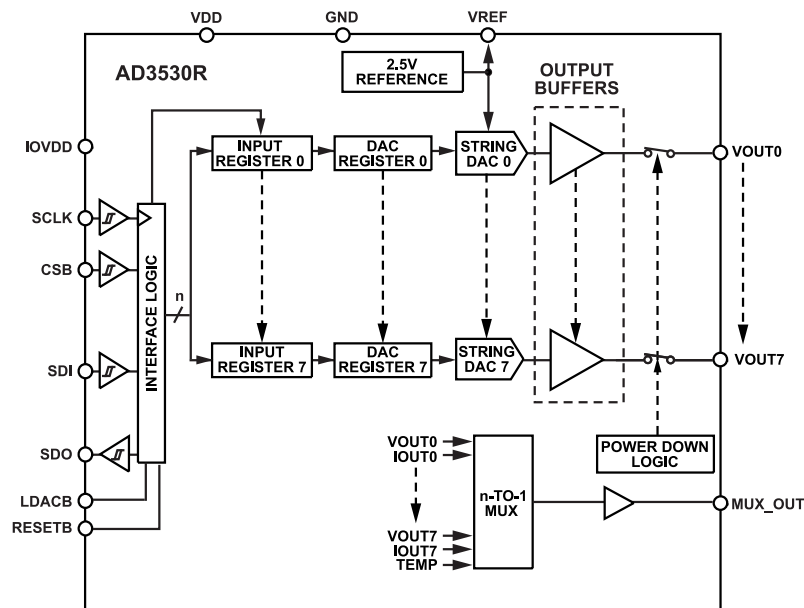 VDD
GND
VREF
AD3530R
2.5V
REFERENCE
OUTPUT
BUFFERS
IOVDD
SCLK
CSB
SDI
SDO
LDACB
RESETB
INTERFACE LOGIC
n
INPUT
REGISTER 0
DAC
REGISTER 0
STRING
DAC 0
VOUT0
INPUT
REGISTER 7
DAC
REGISTER 7
STRING
DAC 7
VOUT7
POWER DOWN
LOGIC
VOUT0
IOUT0
VOUT7
IOUT7
TEMP
n-TO-1
MUX
MUX_OUT